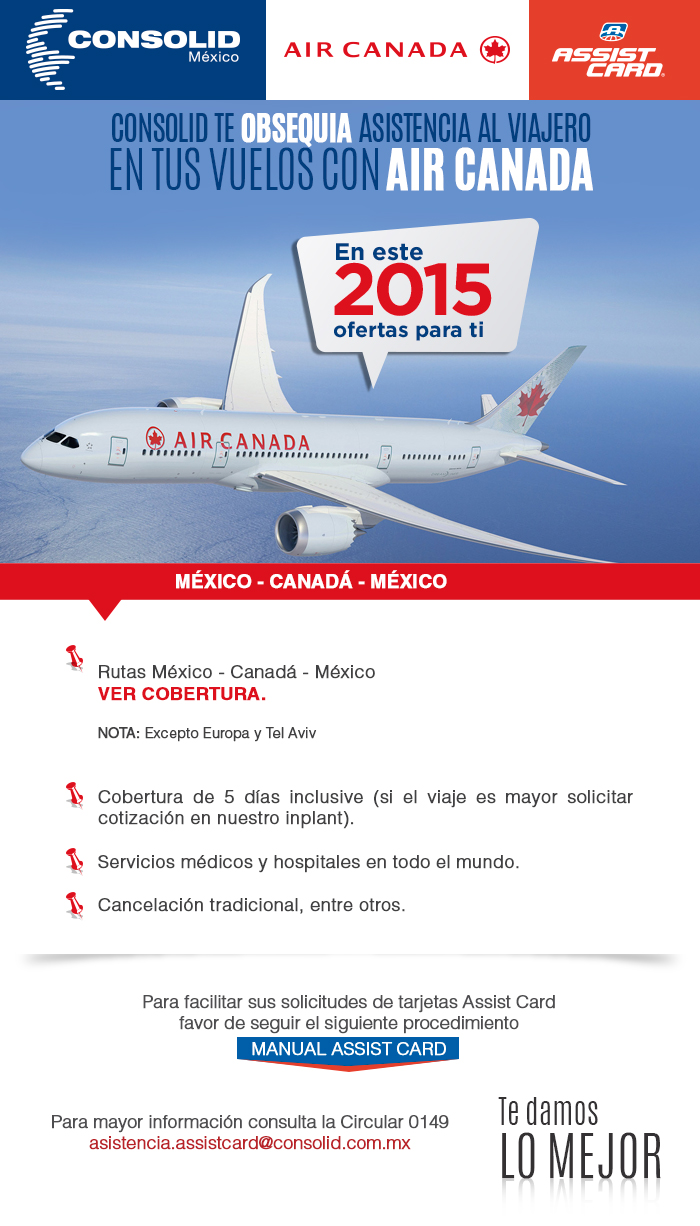 CONSOLID
México
AIR CANADA
ASSIST
CARD®
CONSOLID TE OBSEQUIA ASISTENCIA AL VIAJERO
EN TUS VUELOS CON AIR CANADA
En este
2015
ofertas para ti
AIR CANADA
MÉXICO - CANADÁ - MÉXICO
Rutas México - Canadá - México
VER COBERTURA.
NOTA: Excepto Europa y Tel Aviv
Cobertura de 5 días inclusive (si el viaje es mayor solicitar
cotización en nuestro inplant).
Servicios médicos y hospitales en todo el mundo.
Cancelación tradicional, entre otros.
Para facilitar sus solicitudes de tarjetas Assist Card
favor de seguir el siguiente procedimiento
MANUAL ASSIST CARD
Para mayor información consulta la Circular 0149
asistencia.assistcard@consolid.com.mx
Te damos
LO MEJOR